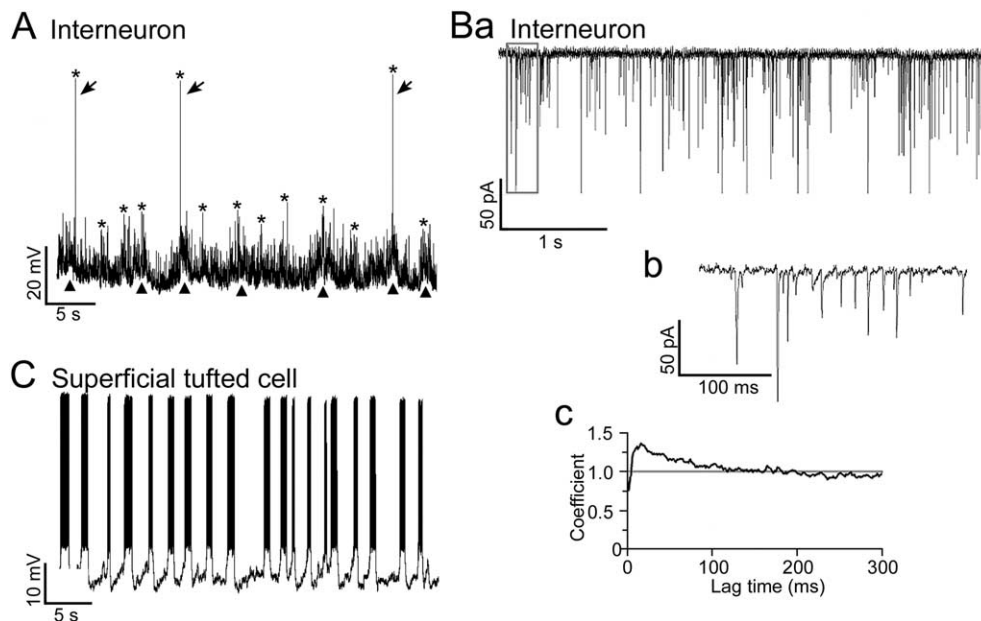 A Interneuron
* * *
* * * * * * * * * *
20 mV
5 s
Ba Interneuron
50 pA
1 s
b
50 pA
100 ms
C Superficial tufted cell
10 mV
5 s
c
1.5
1.0
0.5
0
Coefficient
0 100 200 300
Lag time (ms)